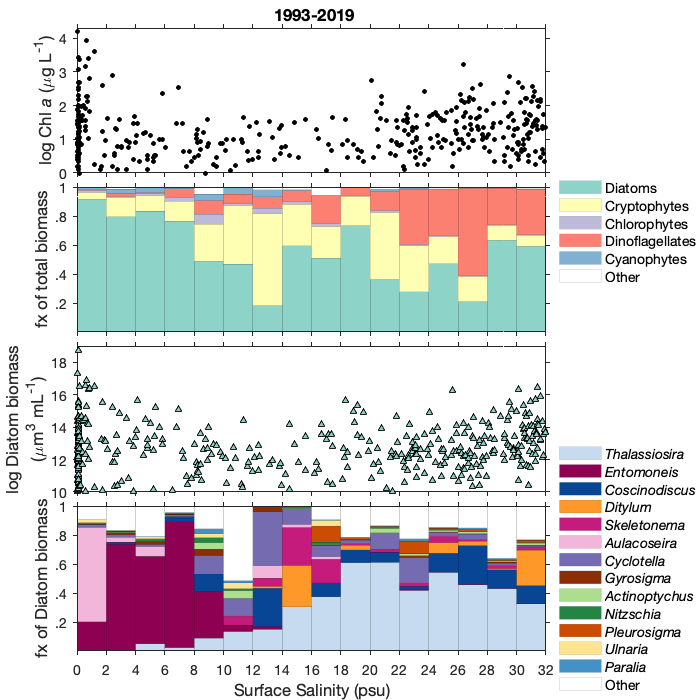 1993-2019
log Chl a (µg L⁻¹)
4
3
2
1
0
fx of total biomass
1
.8
.6
.4
.2
Diatoms
Cryptophytes
Chlorophytes
Dinoflagellates
Cyanophytes
Other
log Diatom biomass
(µm³ mL⁻¹)
18
16
14
12
10
fx of Diatom biomass
1
.8
.6
.4
.2
0 2 4 6 8 10 12 14 16 18 20 22 24 26 28 30 32
Surface Salinity (psu)
Thalassiosira
Entomoneis
Coscinodiscus
Ditylum
Skeletonema
Aulacoseira
Cyclotella
Gyrosigma
Actinoptychus
Nitzschia
Pleurosigma
Ulnaria
Paralia
Other